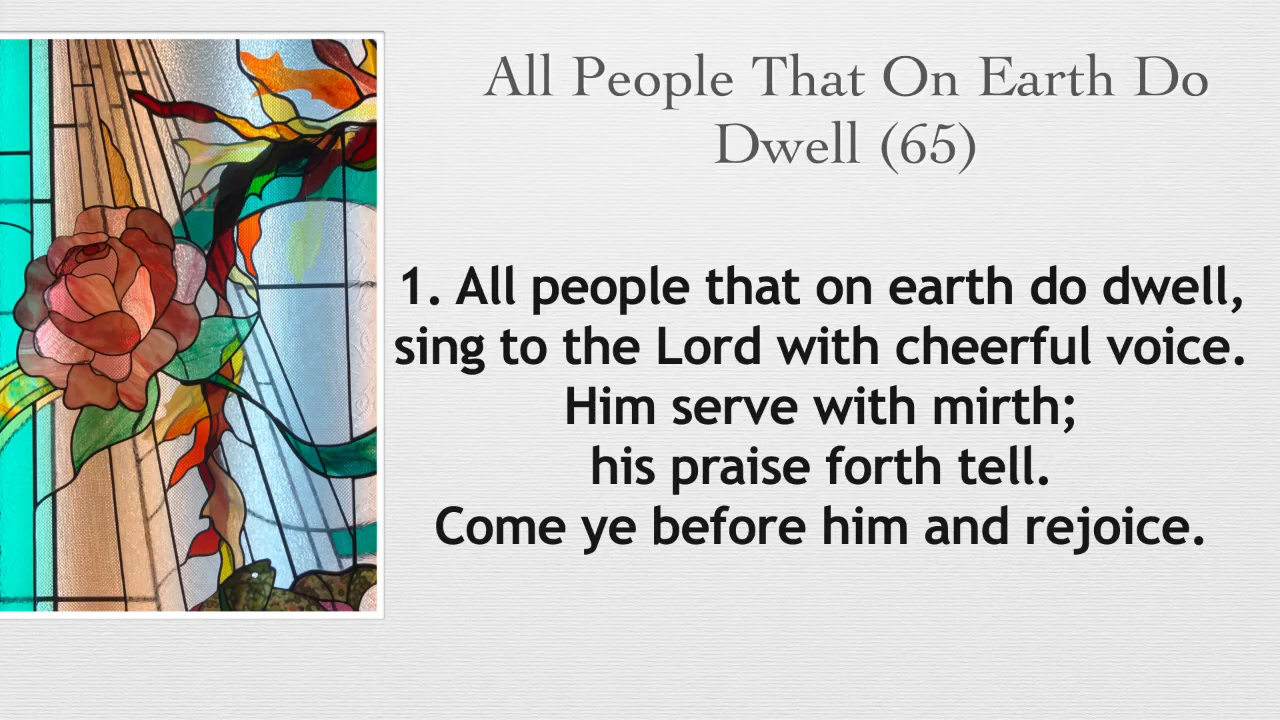 All People That On Earth Do
Dwell (65)
1. All people that on earth do dwell,
sing to the Lord with cheerful voice.
Him serve with mirth;
his praise forth tell.
Come ye before him and rejoice.